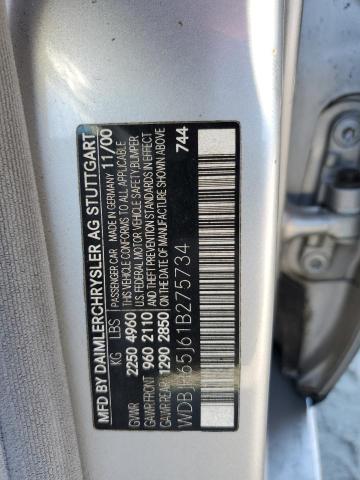 MFD BY DAIMLERCHRYSLER AG STUTTGART
PASSENGER CAR MADE IN GERMANY 11/00
KG LBS
GVWR 2250 4960
GAWR FRONT 960 2110
GAWR REAR 1290 2850
THIS VEHICLE CONFORMS TO ALL APPLICABLE
U.S. FEDERAL MOTOR VEHICLE SAFETY, BUMPER
AND THEFT PREVENTION STANDARDS IN EFFECT
ON THE DATE OF MANUFACTURE SHOWN ABOVE
WDBJF65J61B275734
744